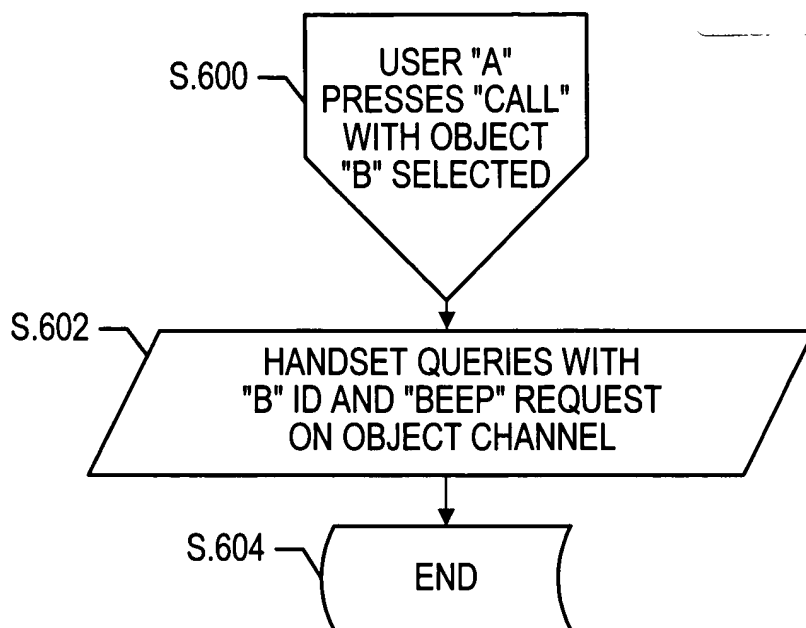 S.600
USER "A"
PRESSES "CALL"
WITH OBJECT
"B" SELECTED
S.602
HANDSET QUERIES WITH
"B" ID AND "BEEP" REQUEST
ON OBJECT CHANNEL
S.604
END